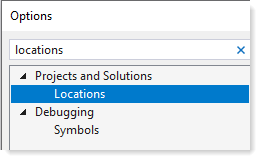 Options
locations
Projects and Solutions
Locations
Debugging
Symbols